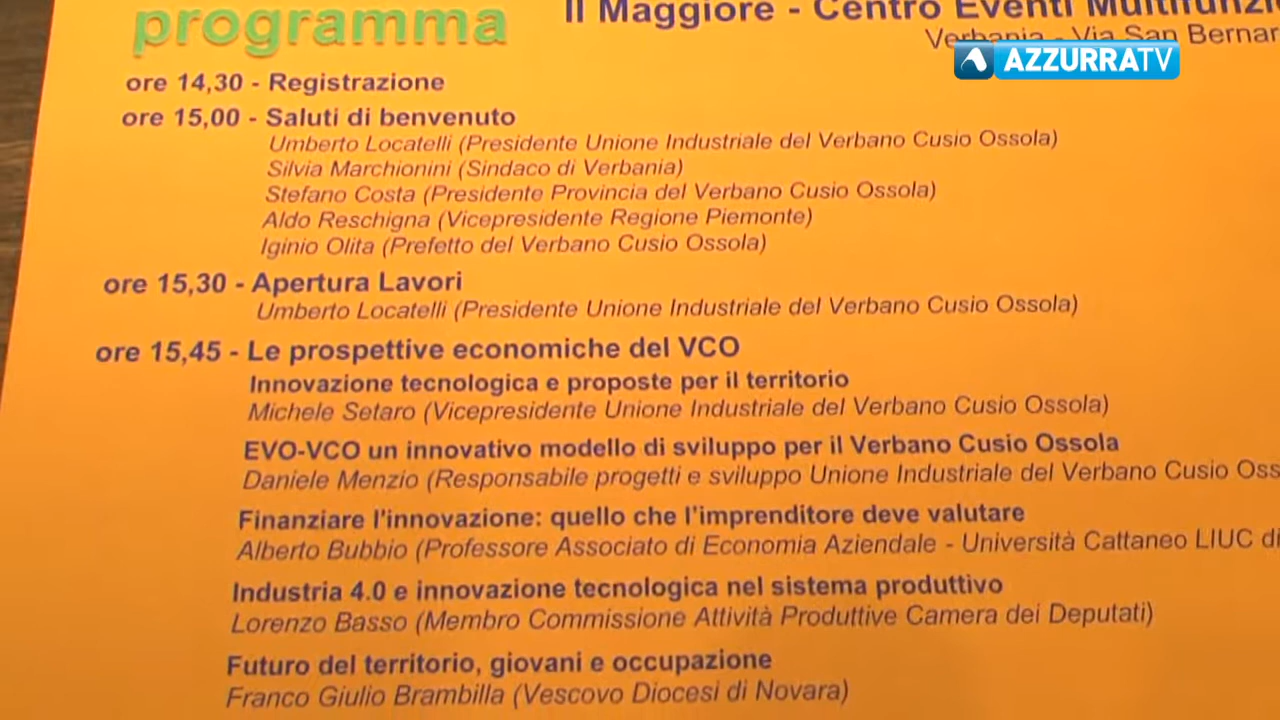 programma
Il Maggiore - Centro Eventi
Verbania - Via San
AZZURRATV
ore 14,30 - Registrazione
ore 15,00 - Saluti di benvenuto
Umberto Locatelli (Presidente Unione Industriale del Verbano Cusio Ossola)
Silvia Marchionini (Sindaco di Verbania)
Stefano Costa (Presidente Provincia del Verbano Cusio Ossola)
Aldo Reschigna (Vicepresidente Regione Piemonte)
Iginio Olita (Prefetto del Verbano Cusio Ossola)
ore 15,30 - Apertura Lavori
Umberto Locatelli (Presidente Unione Industriale del Verbano Cusio Ossola)
ore 15,45 - Le prospettive economiche del VCO
Innovazione tecnologica e proposte per il territorio
Michele Setaro (Vicepresidente Unione Industriale del Verbano Cusio Ossola)
EVO-VCO un innovativo modello di sviluppo per il Verbano Cusio Ossola
Daniele Menzio (Responsabile progetti e sviluppo Unione Industriale del Verbano Cusio Oss
Finanziare l'innovazione: quello che l'imprenditore deve valutare
Alberto Bubbio (Professore Associato di Economia Aziendale - Università Cattaneo LIUC di
Industria 4.0 e innovazione tecnologica nel sistema produttivo
Lorenzo Basso (Membro Commissione Attività Produttive Camera dei Deputati)
Futuro del territorio, giovani e occupazione
Franco Giulio Brambilla (Vescovo Diocesi di Novara)